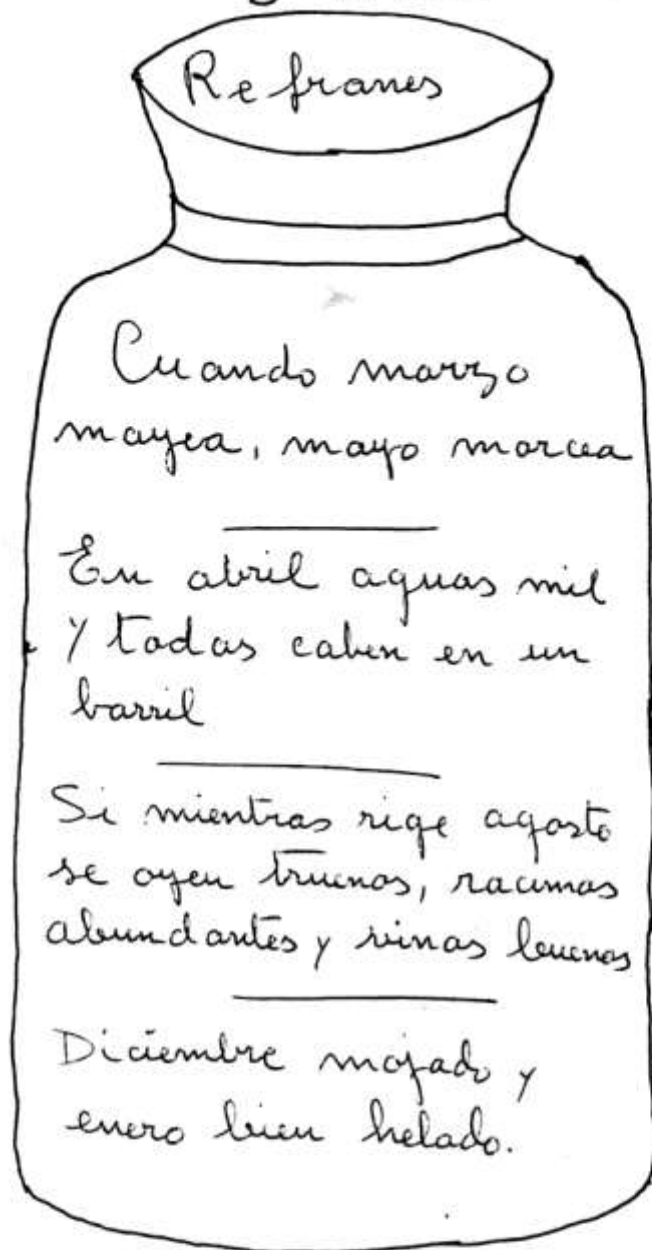 Refranes
Cuando marzo
mayea, mayo marcea
En abril aguas mil
y todas caben en un
barril
Si mientras rige agosto
se oyen truenos, racimos
abundantes y vinos buenos
Diciembre mojado y
enero bien helado.